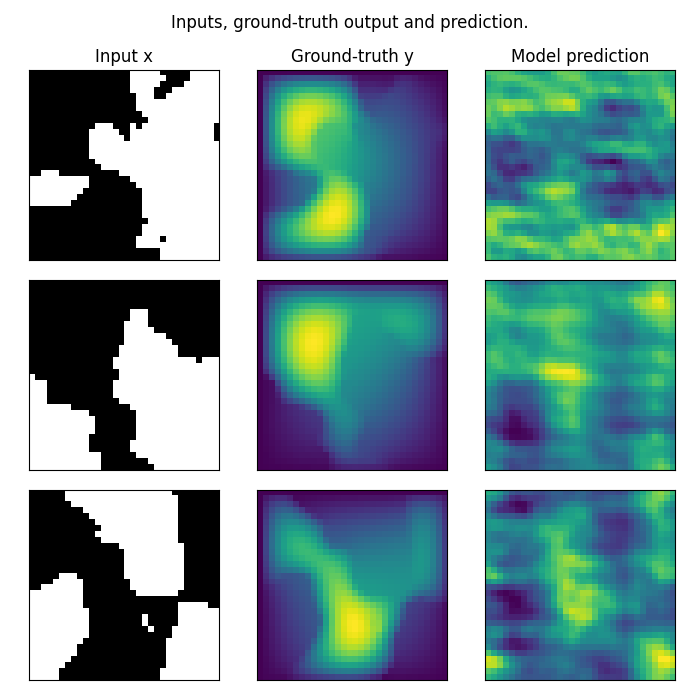 Inputs, ground-truth output and prediction.
Input x
Ground-truth y
Model prediction